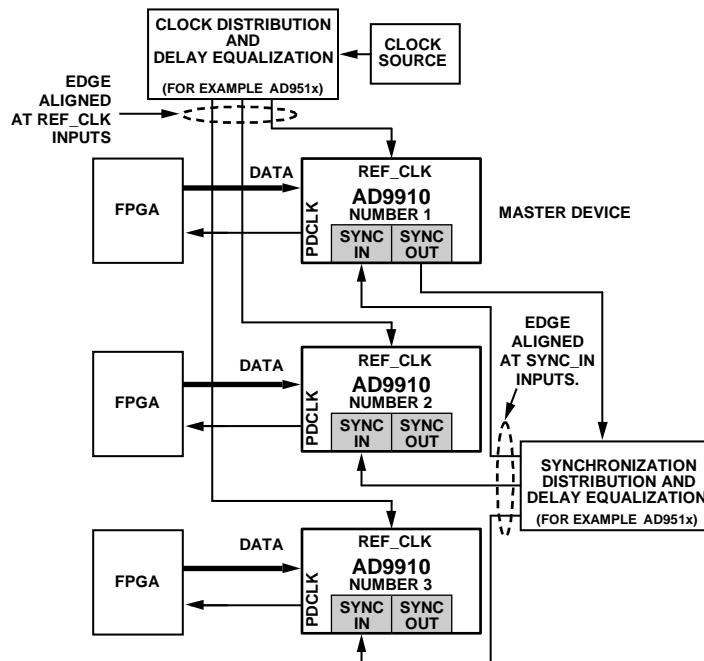 CLOCK DISTRIBUTION
AND
DELAY EQUALIZATION
(FOR EXAMPLE AD951x)
CLOCK
SOURCE
EDGE
ALIGNED
AT REF_CLK
INPUTS
FPGA
DATA
REF_CLK
AD9910
NUMBER 1
PDCLK
SYNC
IN
SYNC
OUT
MASTER DEVICE
EDGE
ALIGNED
AT SYNC_IN
INPUTS.
FPGA
DATA
REF_CLK
AD9910
NUMBER 2
PDCLK
SYNC
IN
SYNC
OUT
SYNCHRONIZATION
DISTRIBUTION AND
DELAY EQUALIZATION
(FOR EXAMPLE AD951x)
FPGA
DATA
REF_CLK
AD9910
NUMBER 3
PDCLK
SYNC
IN
SYNC
OUT